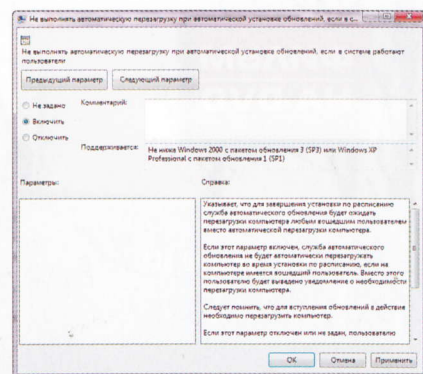 Не выполнять автоматическую перезагрузку при автоматической установке обновлений, если в с...
Не выполнять автоматическую перезагрузку при автоматической установке обновлений, если в системе работают
пользователи
Предыдущий параметр Следующий параметр
Не задано Комментарий:
Включить
Отключить
Поддерживается: Не ниже Windows 2000 с пакетом обновления 3 (SP3) или Windows XP
Professional с пакетом обновления 1 (SP1)
Параметры: Справка:
Указывает, что для завершения установки по расписанию
служба автоматического обновления будет ожидать
перезагрузки компьютера любым вошедшим пользователем
вместо автоматической перезагрузки компьютера.
Если этот параметр включен, служба автоматического
обновления не будет автоматически перезагружать
компьютер во время установки по расписанию, если на
компьютере имеется вошедший пользователь. Вместо этого
пользователю будет выведено уведомление о необходимости
перезагрузки компьютера.
Следует помнить, что для вступления обновлений в действие
необходимо перезагрузить компьютер.
Если этот параметр отключен или не задан, пользователю
ОК Отмена Применить